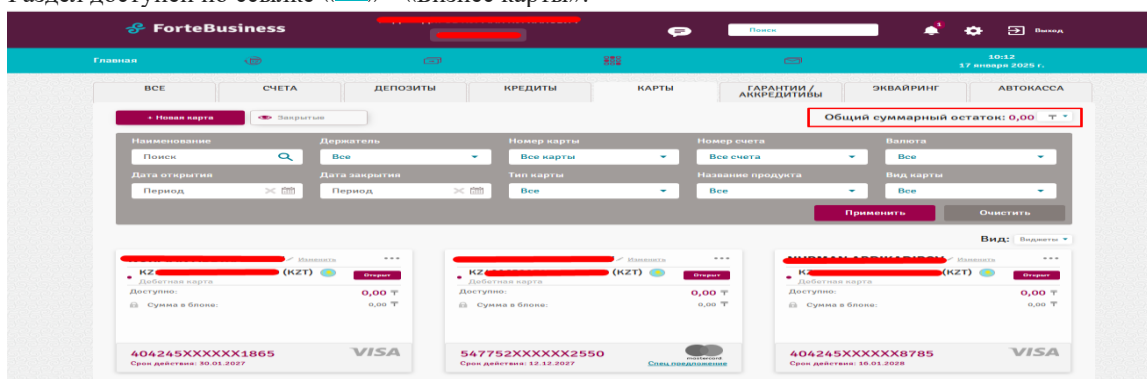 Раздел доступен по ссылке « » – «Бизнес карты».
ForteBusiness
Поиск
1
Выход
Главная
10:12
17 января 2025 г.
ВСЕ СЧЕТА ДЕПОЗИТЫ КРЕДИТЫ КАРТЫ ГАРАНТИИ / АККРЕДИТИВЫ ЭКВАЙРИНГ АВТОКАССА
+ Новая карта Закрытые Общий суммарный остаток: 0,00 ₸
Наименование Держатель Номер карты Номер счета Валюта
Поиск Все Все карты Все счета Все
Дата открытия Дата закрытия Тип карты Название продукта Вид карты
Период Период Все Все Все
Применить Очистить
Вид: Виджеты
Изменить ... Изменить ... Изменить ...
KZ (KZT) Открыт KZ (KZT) Открыт K (KZT) Открыт
Дебетная карта Дебетная карта Дебетная карта
Доступно: 0,00 ₸ Доступно: 0,00 ₸ Доступно: 0,00 ₸
Сумма в блоке: 0,00 ₸ Сумма в блоке: 0,00 ₸ Сумма в блоке: 0,00 ₸
404245XXXXXX1865 VISA 547752XXXXXX2550 mastercard 404245XXXXXX8785 VISA
Срок действия: 30.01.2027 Срок действия: 12.12.2027 Спец предложение Срок действия: 10.01.2028